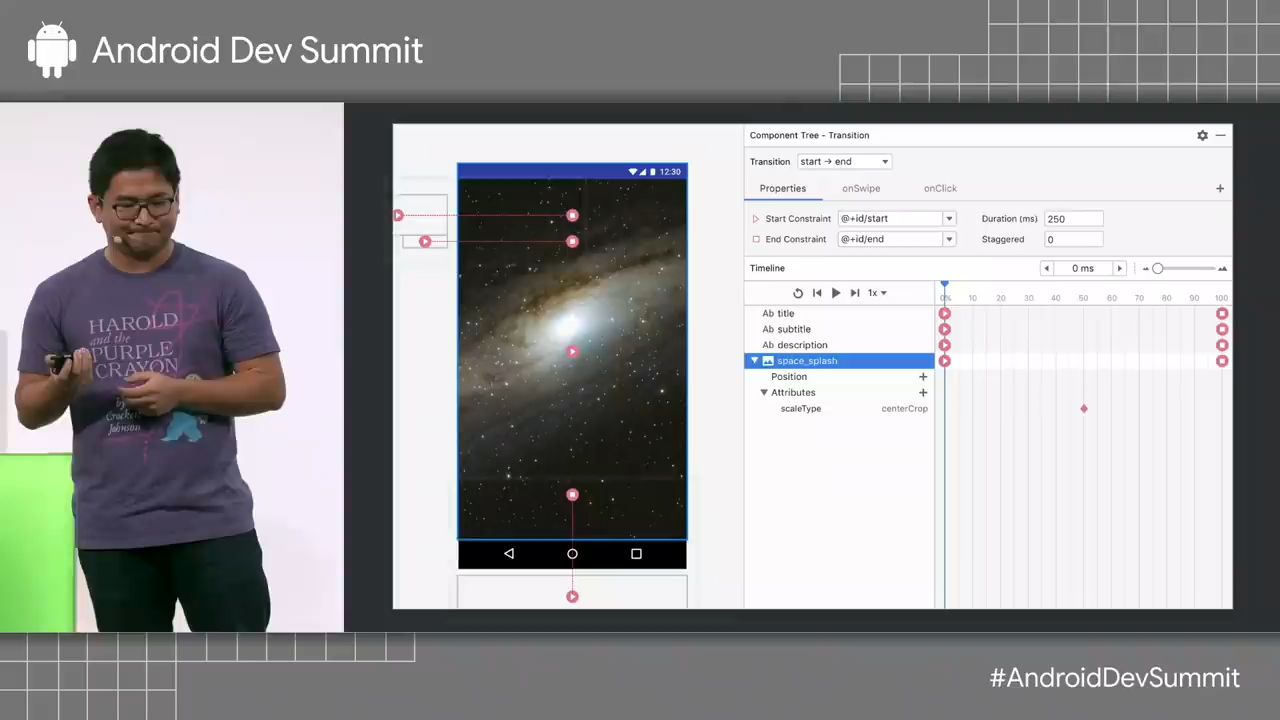 Android Dev Summit
HAROLD
and the
PURPLE
CRAYON
by
Crockett
Johnson
12:30
Component Tree - Transition
Transition start → end
Properties onSwipe onClick
Start Constraint @+id/start Duration (ms) 250
End Constraint @+id/end Staggered 0
Timeline 0 ms
1x 0% 10 20 30 40 50 60 70 80 90 100
Ab title
Ab subtitle
Ab description
space_splash
Position
Attributes
scaleType centerCrop
#AndroidDevSummit